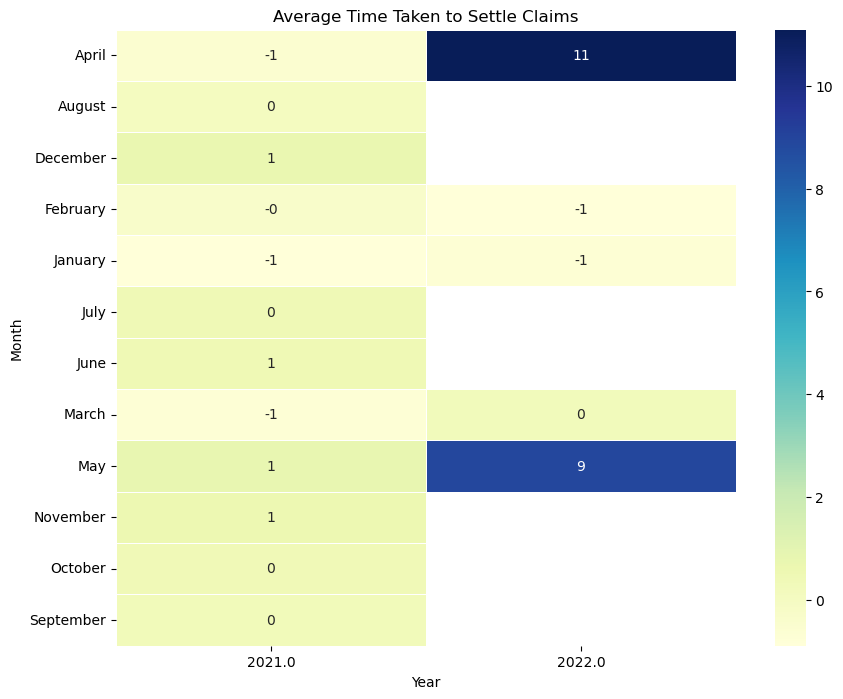 Average Time Taken to Settle Claims
April -1 11
August 0
December 1
February -0 -1
January -1 -1
July 0
June 1
March -1 0
May 1 9
November 1
October 0
September 0
Month
2021.0 2022.0
Year
10
8
6
4
2
0